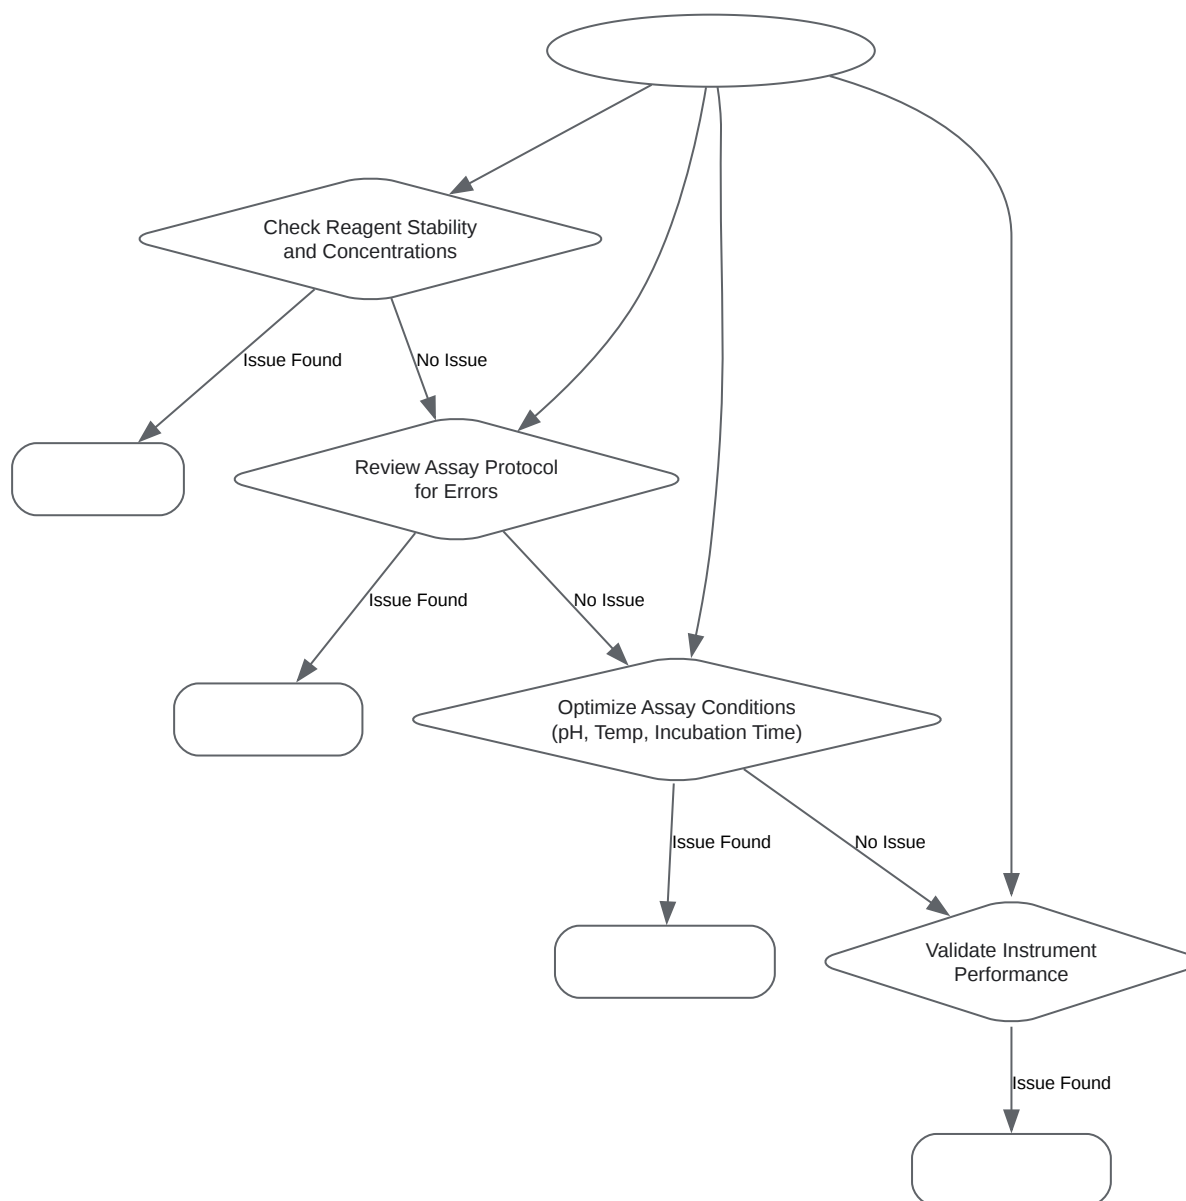 Check Reagent Stability
and Concentrations
Issue Found
No Issue
Review Assay Protocol
for Errors
Issue Found
No Issue
Optimize Assay Conditions
(pH, Temp, Incubation Time)
Issue Found
No Issue
Validate Instrument
Performance
Issue Found